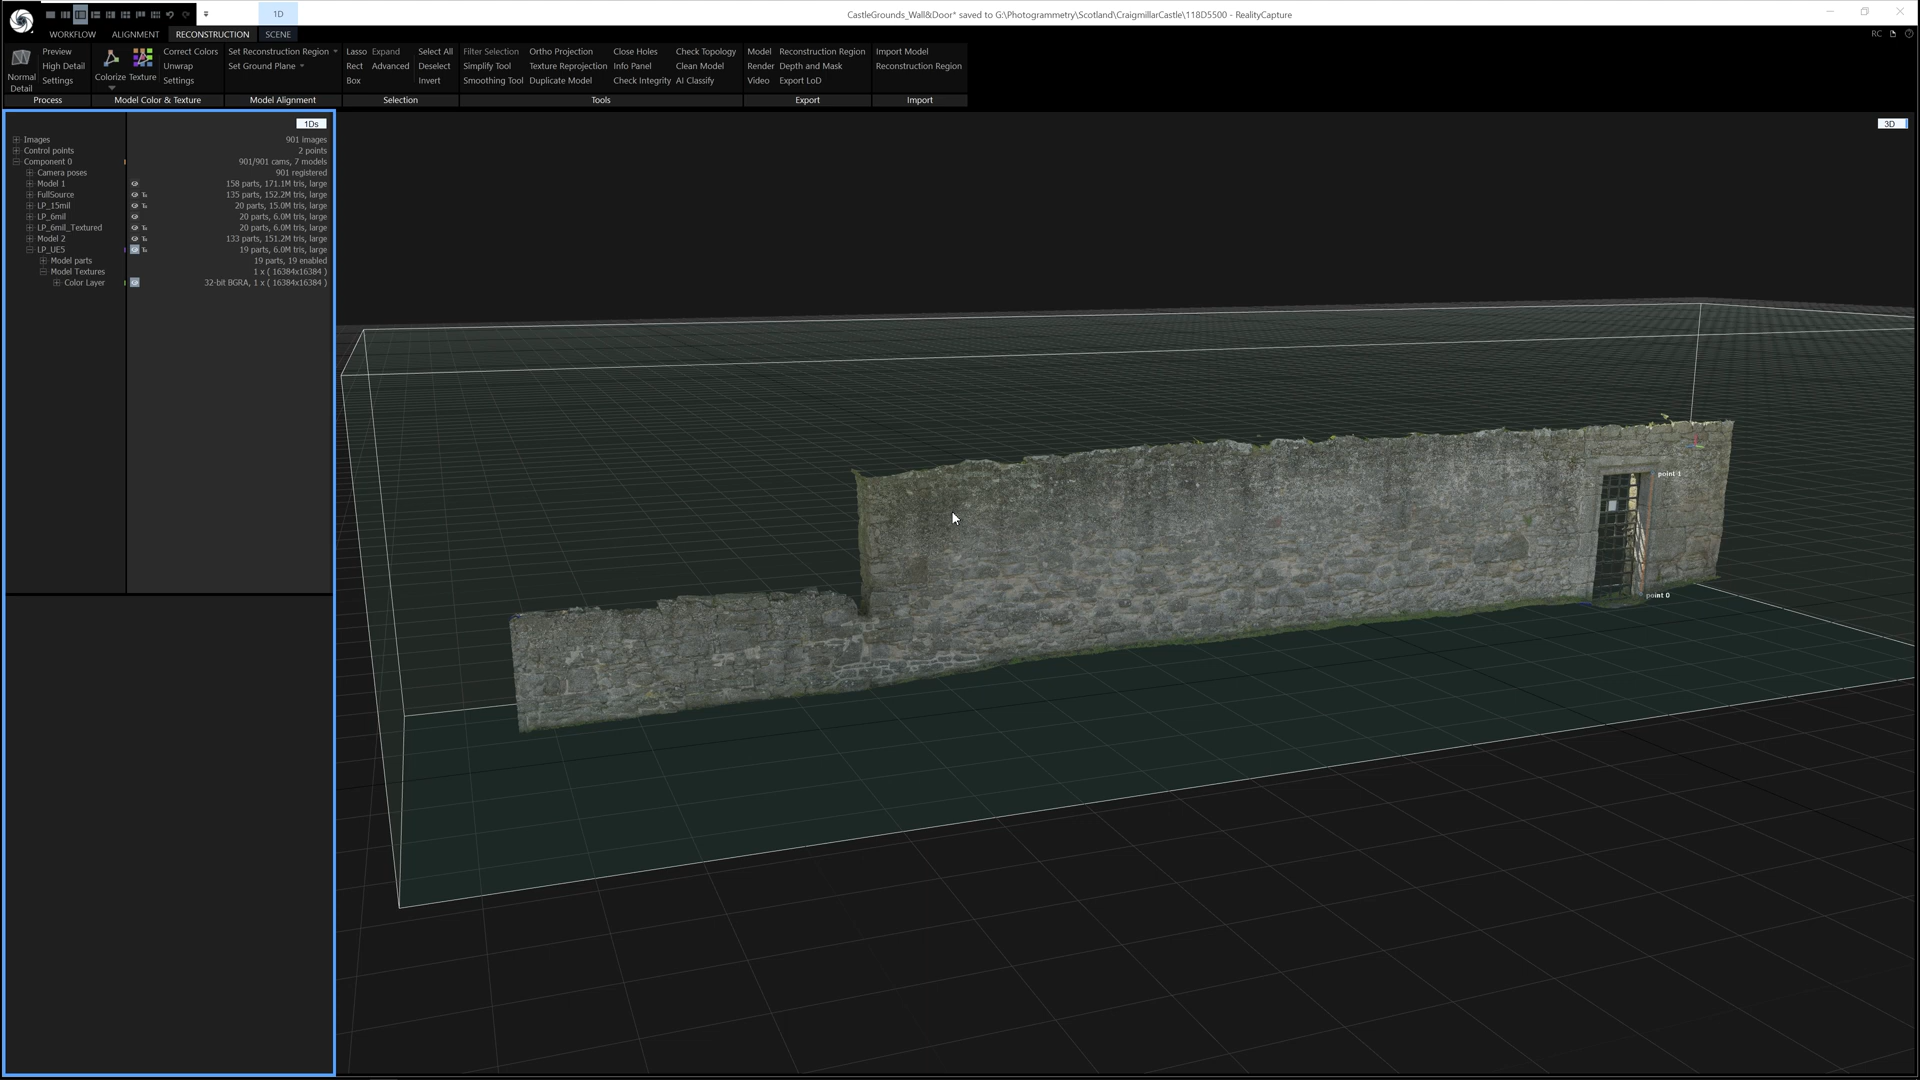 1D
CastleGrounds_Wall&Door* saved to G:\Photogrammetry\Scotland\CraigmillarCastle\118D5500 - RealityCapture
WORKFLOW ALIGNMENT RECONSTRUCTION SCENE
RC
Normal Detail
Preview
High Detail
Settings
Process
Colorize Texture
Correct Colors
Unwrap
Settings
Model Color & Texture
Set Reconstruction Region
Set Ground Plane
Model Alignment
Lasso Expand Select All
Rect Advanced Deselect
Box Invert
Selection
Filter Selection Ortho Projection Close Holes Check Topology
Simplify Tool Texture Reprojection Info Panel Clean Model
Smoothing Tool Duplicate Model Check Integrity AI Classify
Tools
Model Reconstruction Region
Render Depth and Mask
Video Export LoD
Export
Import Model
Reconstruction Region
Import
1Ds
3D
Images 901 images
Control points 2 points
Component 0 901/901 cams, 7 models
Camera poses 901 registered
Model 1 158 parts, 171.1M tris, large
FullSource 135 parts, 152.2M tris, large
LP_15mil 20 parts, 15.0M tris, large
LP_6mil 20 parts, 6.0M tris, large
LP_6mil_Textured 20 parts, 6.0M tris, large
Model 2 133 parts, 151.2M tris, large
LP_UE5 19 parts, 6.0M tris, large
Model parts 19 parts, 19 enabled
Model Textures 1 x ( 16384x16384 )
Color Layer 32-bit BGRA, 1 x ( 16384x16384 )
point 1
point 0